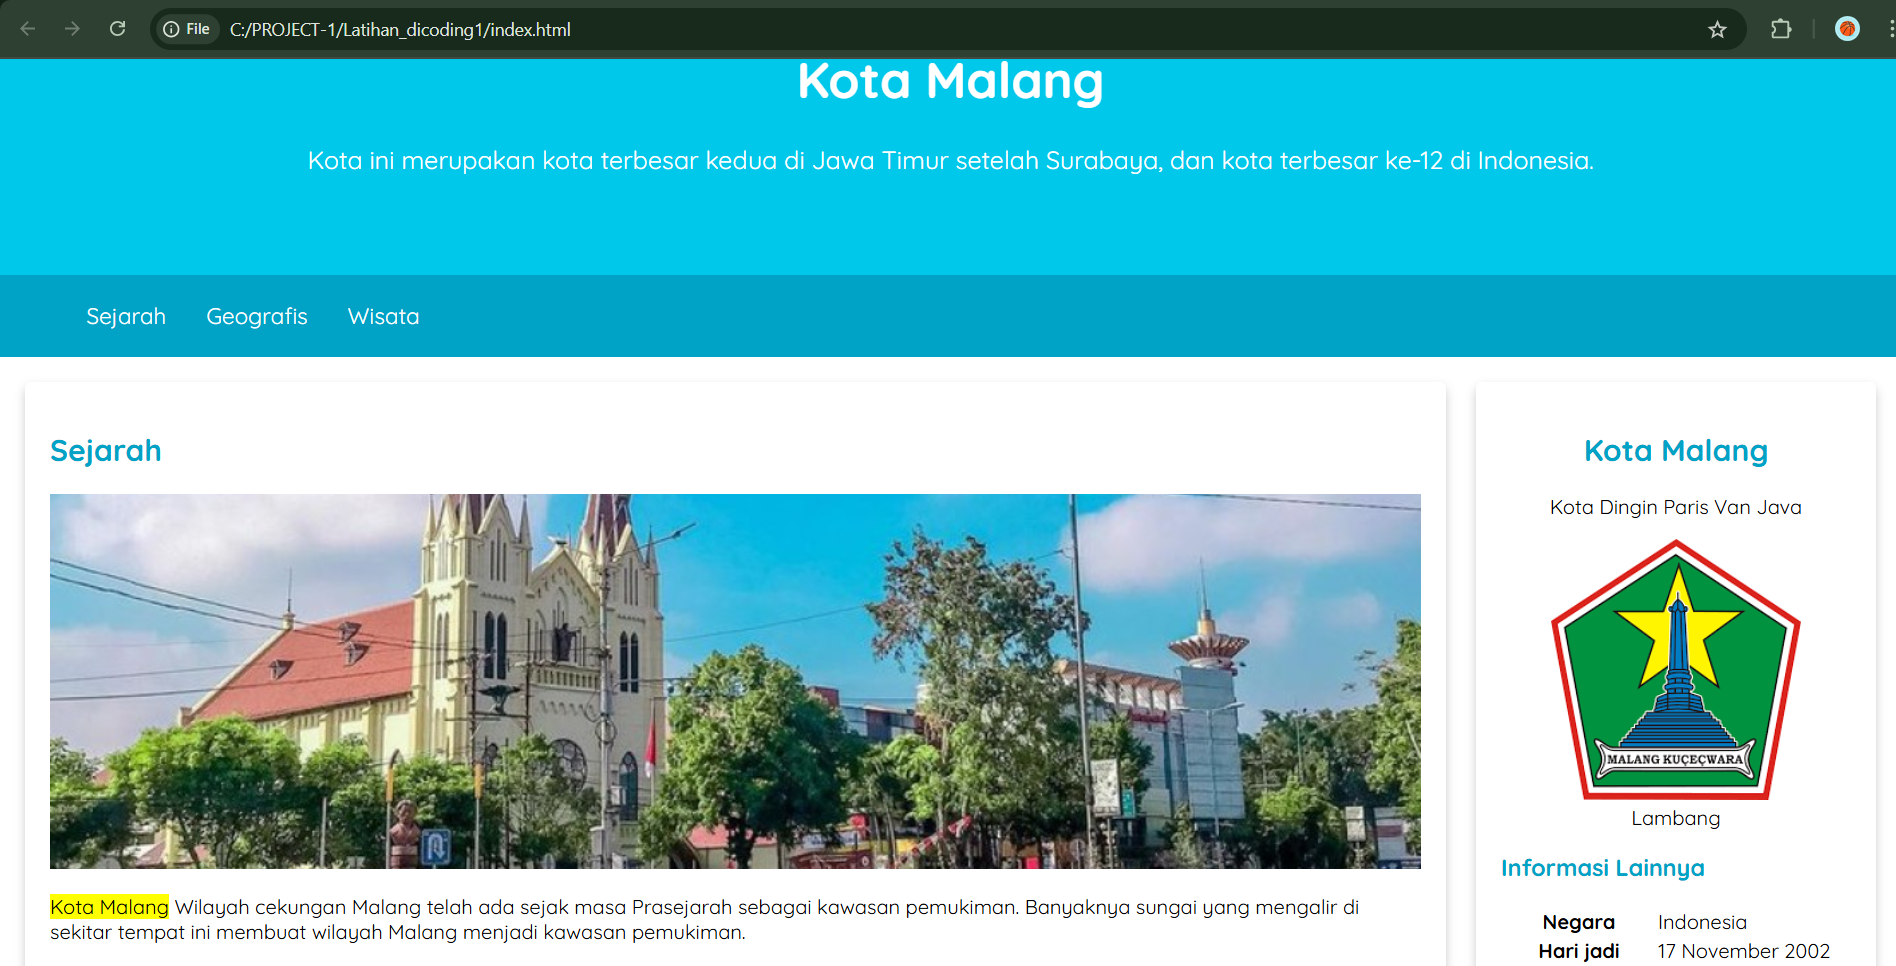 File C:/PROJECT-1/Latihan_dicoding1/index.html
Kota Malang
Kota ini merupakan kota terbesar kedua di Jawa Timur setelah Surabaya, dan kota terbesar ke-12 di Indonesia.
Sejarah Geografis Wisata
Sejarah
Kota Malang Wilayah cekungan Malang telah ada sejak masa Prasejarah sebagai kawasan pemukiman. Banyaknya sungai yang mengalir di
sekitar tempat ini membuat wilayah Malang menjadi kawasan pemukiman.
Kota Malang
Kota Dingin Paris Van Java
MALANG KUÇEÇWARA
Lambang
Informasi Lainnya
Negara Indonesia
Hari jadi 17 November 2002